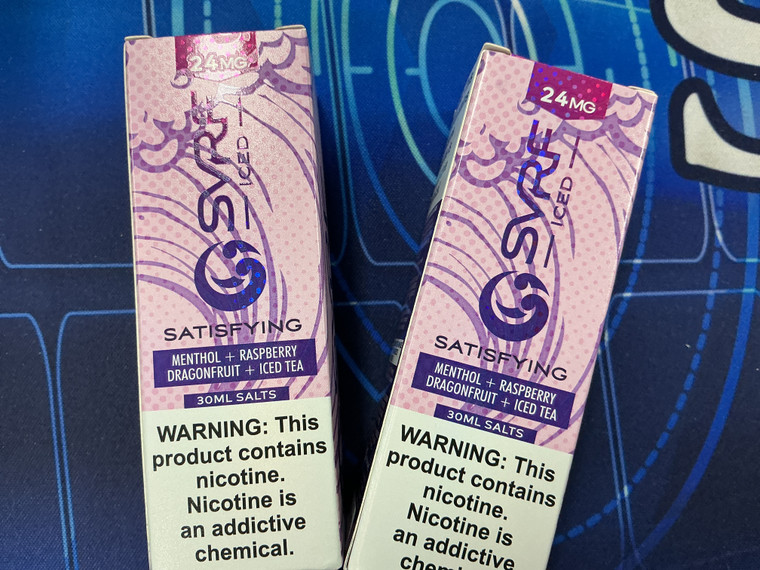 24MG
SVRF
ICED
SATISFYING
MENTHOL + RASPBERRY
DRAGONFRUIT + ICED TEA
30ML SALTS
WARNING: This
product contains
nicotine.
Nicotine is
an addictive
chemical.
24MG
SVRF
ICED
SATISFYING
MENTHOL + RASPBERRY
DRAGONFRUIT + ICED TEA
30ML SALTS
WARNING: This
product contains
nicotine.
Nicotine is
an addictive